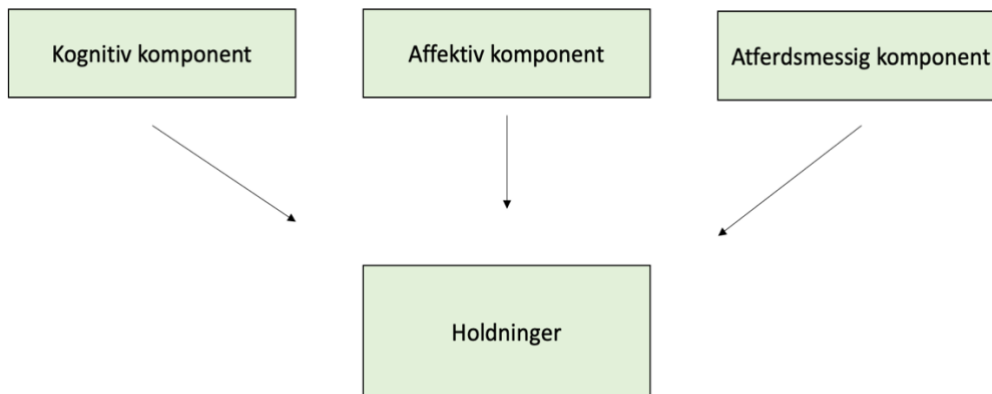 Kognitiv komponent
Affektiv komponent
Atferdsmessig komponent
Holdninger